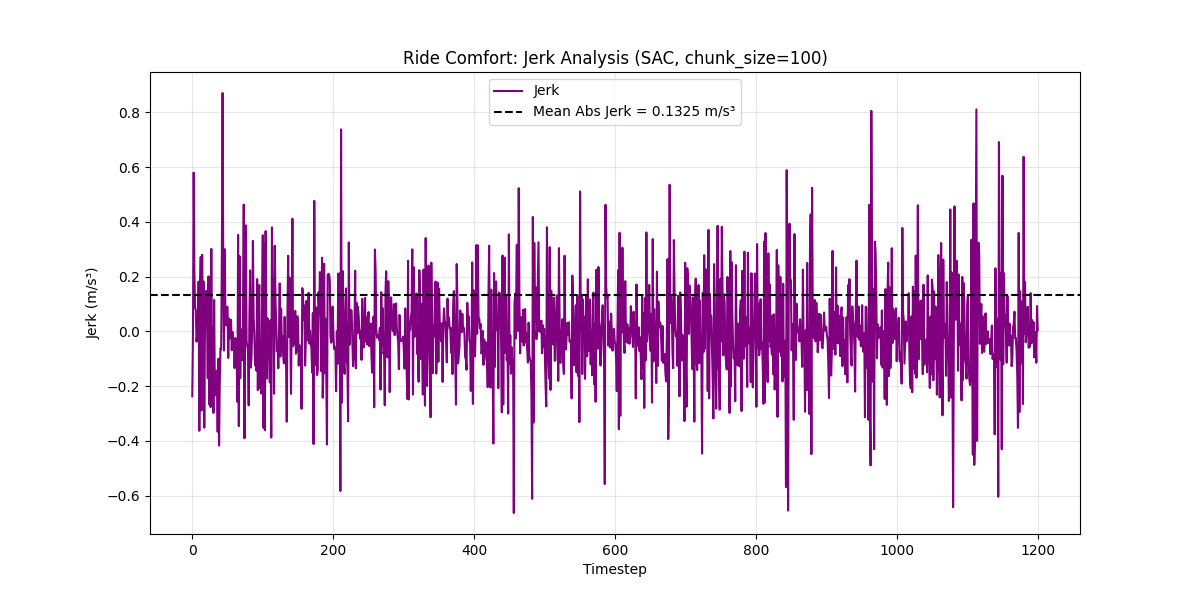 Ride Comfort: Jerk Analysis (SAC, chunk_size=100)
Jerk
Mean Abs Jerk = 0.1325 m/s³
Jerk (m/s³)
0.8
0.6
0.4
0.2
0.0
−0.2
−0.4
−0.6
0 200 400 600 800 1000 1200
Timestep